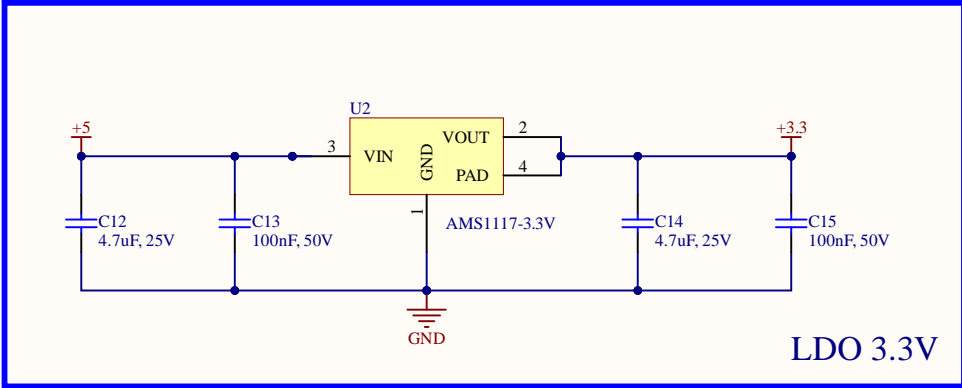 U2
+5
+3.3
3
VIN
GND
VOUT
2
PAD
4
1
AMS1117-3.3V
C12
4.7uF, 25V
C13
100nF, 50V
C14
4.7uF, 25V
C15
100nF, 50V
GND
LDO 3.3V